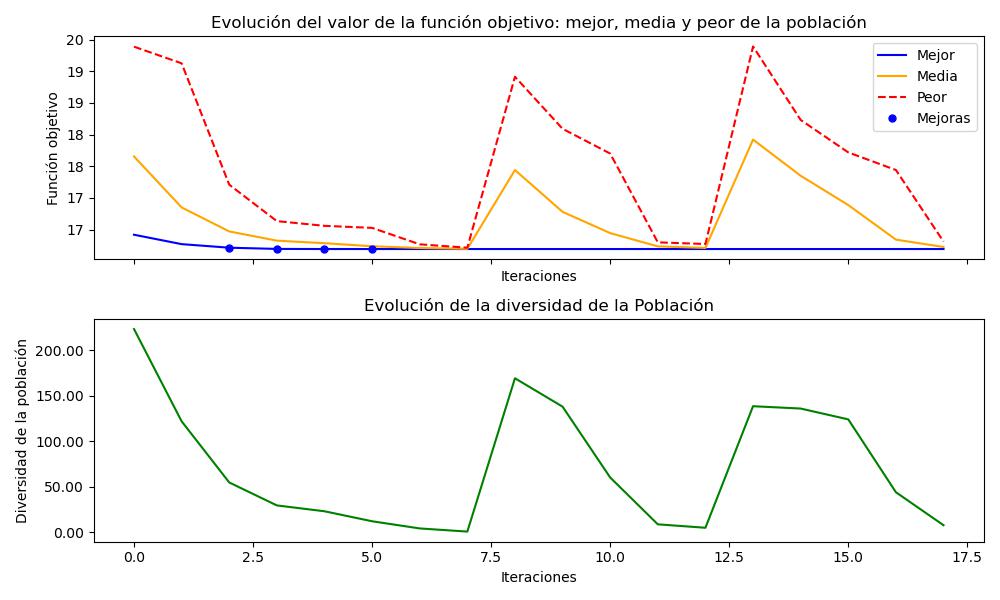 Evolución del valor de la función objetivo: mejor, media y peor de la población
20
19
19
18
18
17
17
Función objetivo
Mejor
Media
Peor
Mejoras
Iteraciones
Evolución de la diversidad de la Población
200.00
150.00
100.00
50.00
0.00
Diversidad de la población
0.0 2.5 5.0 7.5 10.0 12.5 15.0 17.5
Iteraciones